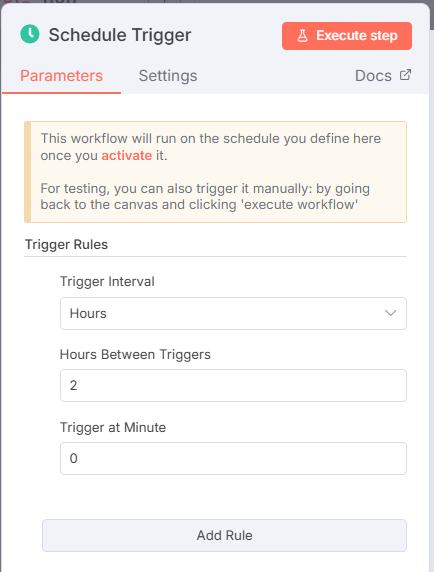 Schedule Trigger
Execute step
Parameters
Settings
Docs
This workflow will run on the schedule you define here
once you activate it.
For testing, you can also trigger it manually: by going
back to the canvas and clicking 'execute workflow'
Trigger Rules
Trigger Interval
Hours
Hours Between Triggers
2
Trigger at Minute
0
Add Rule